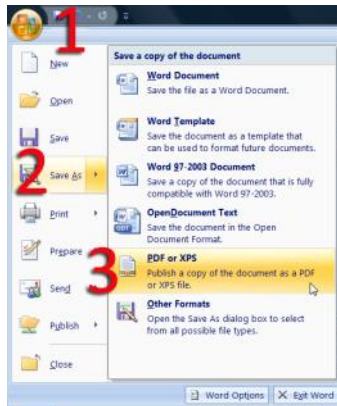 1
Save a copy of the document
New
Word Document
Save the file as a Word Document.
Open
Word Template
Save the document as a template that
can be used to format future documents.
Save
2
Save As
Word 97-2003 Document
Save a copy of the document that is fully
compatible with Word 97-2003.
Print
OpenDocument Text
Save the document in the Open
Document Format.
ODT
Prepare
3
PDF or XPS
Publish a copy of the document as a PDF
or XPS file.
Send
Other Formats
Open the Save As dialog box to select
from all possible file types.
Publish
Close
Word Options
Exit Word